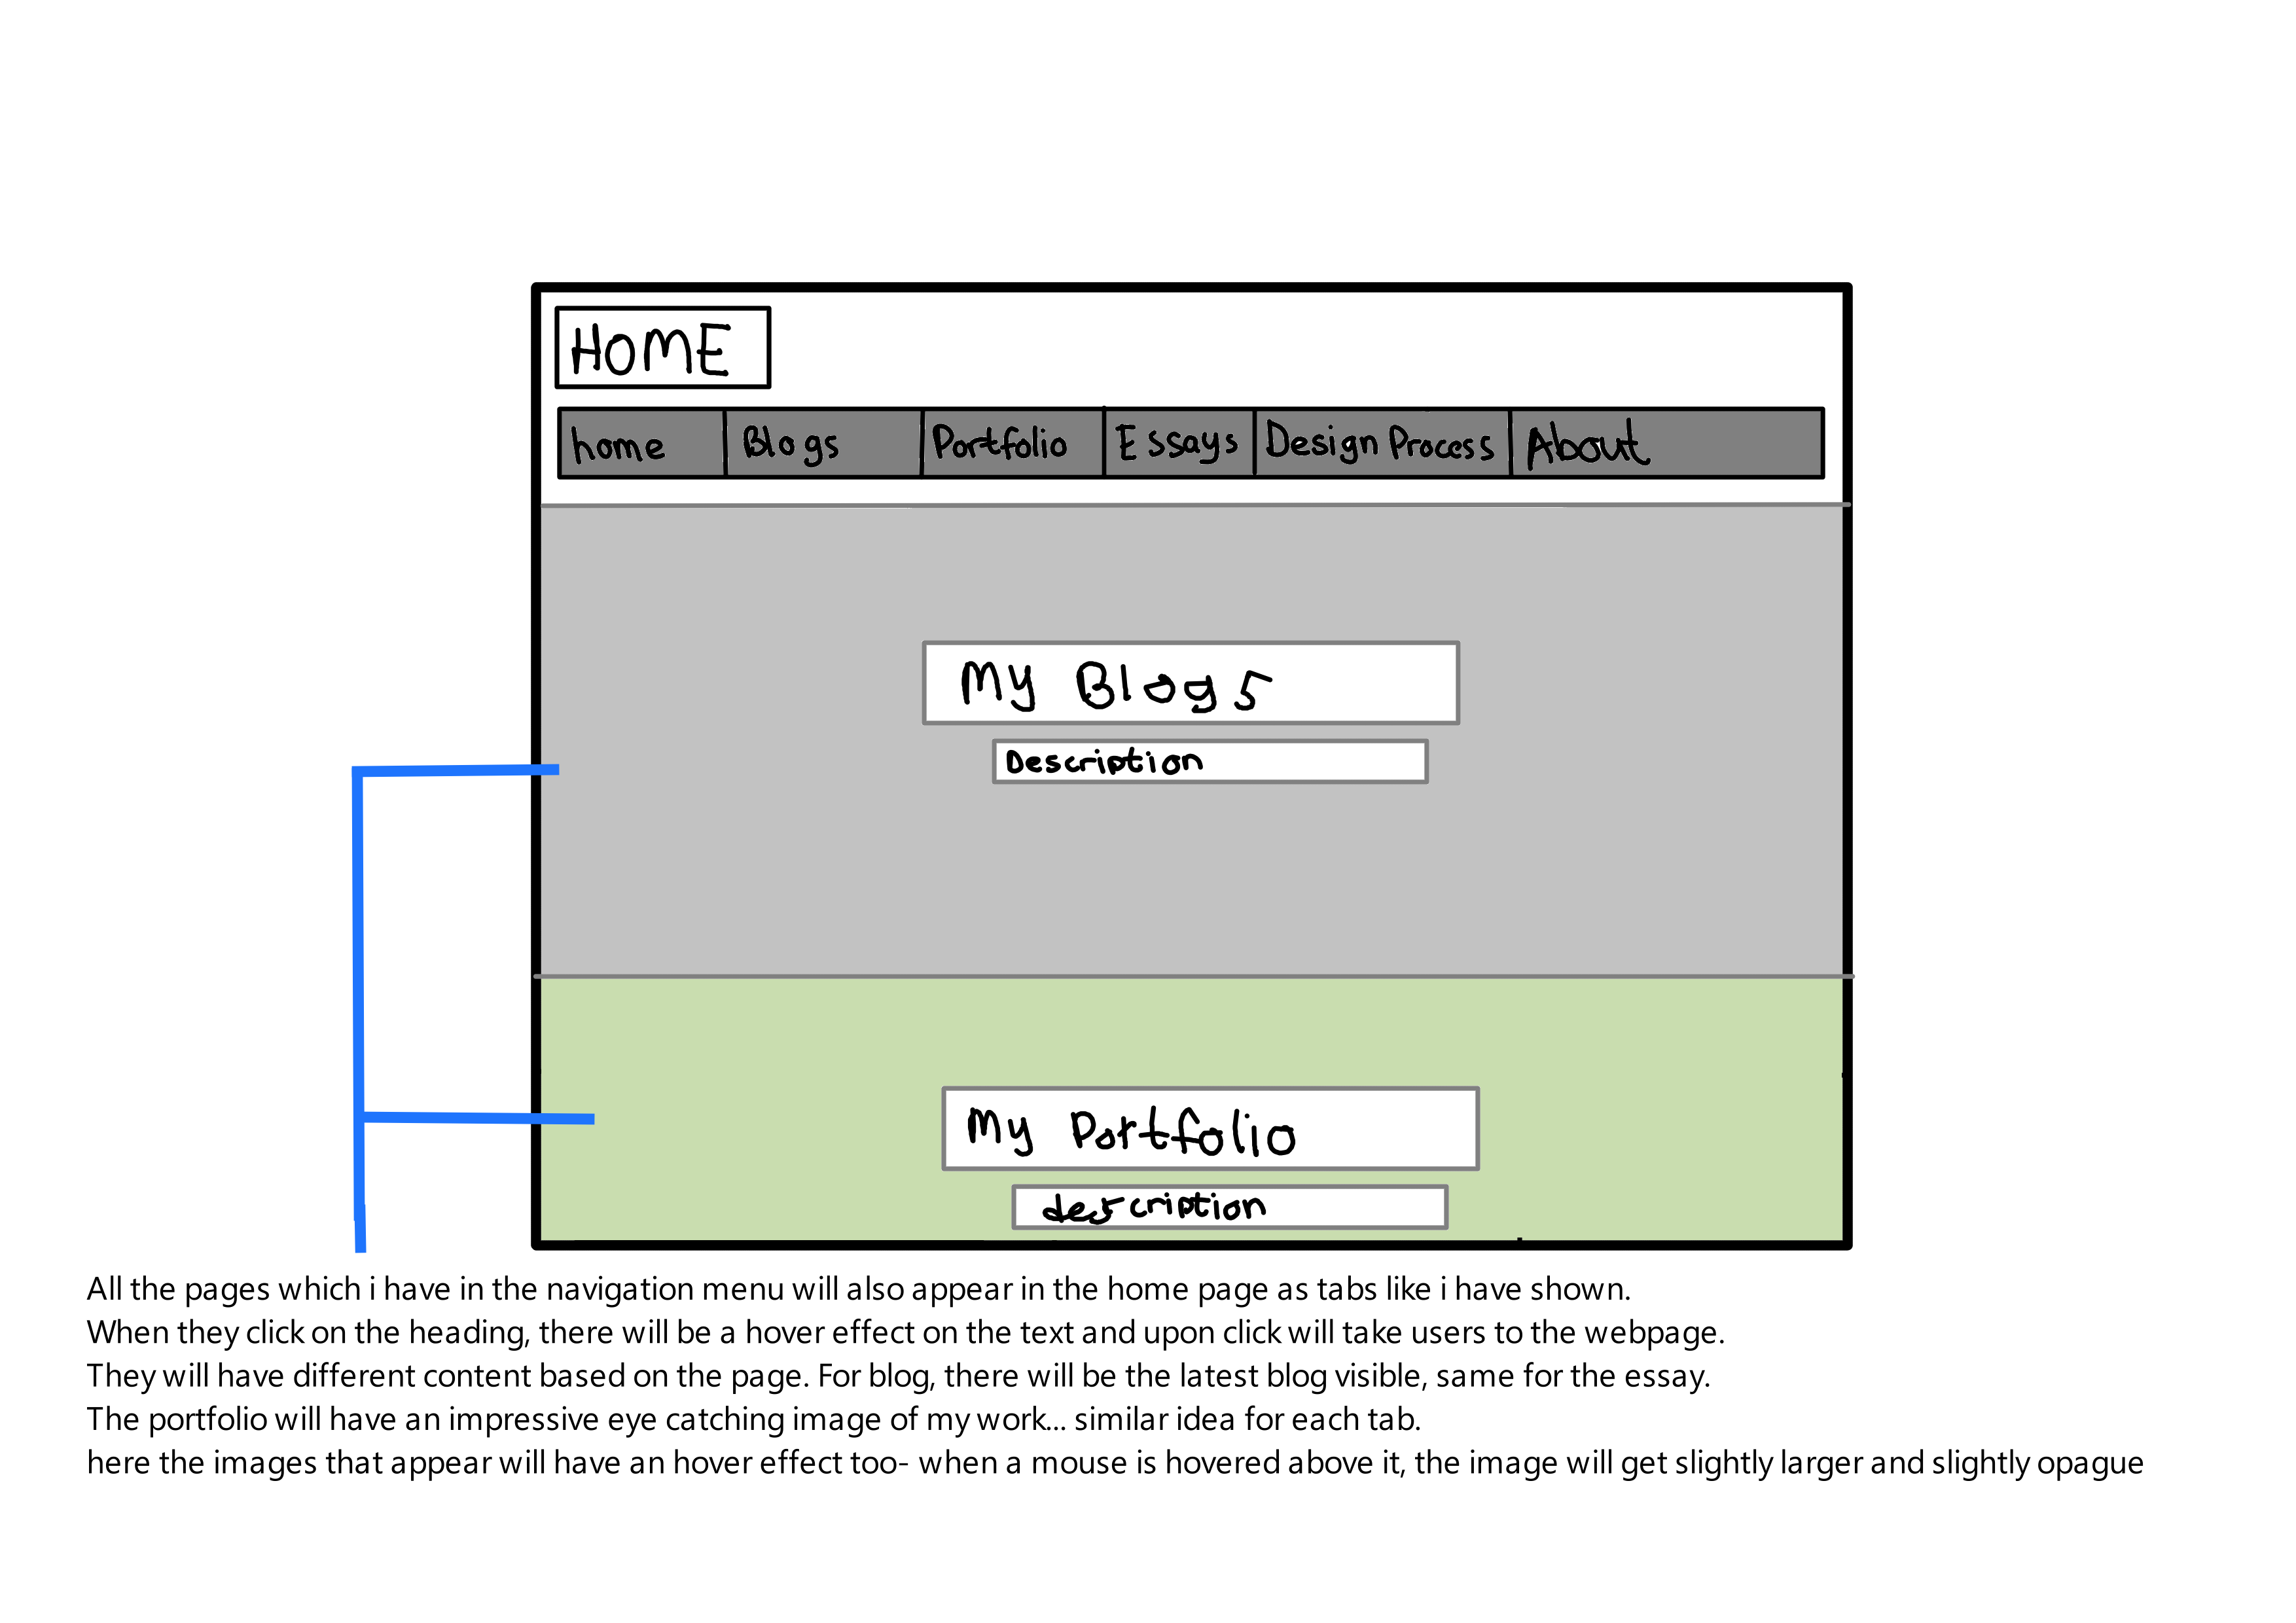 HOME
home Blogs Portfolio Essays Design Process About
My Blogs
Description
My Portfolio
description
All the pages which i have in the navigation menu will also appear in the home page as tabs like i have shown.
When they click on the heading, there will be a hover effect on the text and upon click will take users to the webpage.
They will have different content based on the page. For blog, there will be the latest blog visible, same for the essay.
The portfolio will have an impressive eye catching image of my work... similar idea for each tab.
here the images that appear will have an hover effect too- when a mouse is hovered above it, the image will get slightly larger and slightly opague